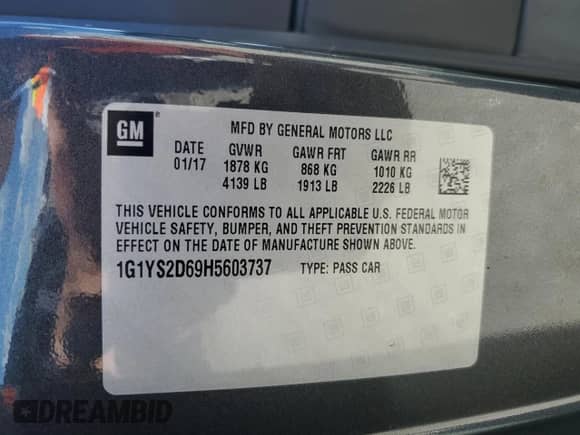 GM
MFD BY GENERAL MOTORS LLC
DATE GVWR GAWR FRT GAWR RR
01/17 1878 KG 868 KG 1010 KG
4139 LB 1913 LB 2226 LB
THIS VEHICLE CONFORMS TO ALL APPLICABLE U.S. FEDERAL MOTOR
VEHICLE SAFETY, BUMPER, AND THEFT PREVENTION STANDARDS IN
EFFECT ON THE DATE OF MANUFACTURE SHOWN ABOVE.
1G1YS2D69H5603737 TYPE: PASS CAR
DREAMBID